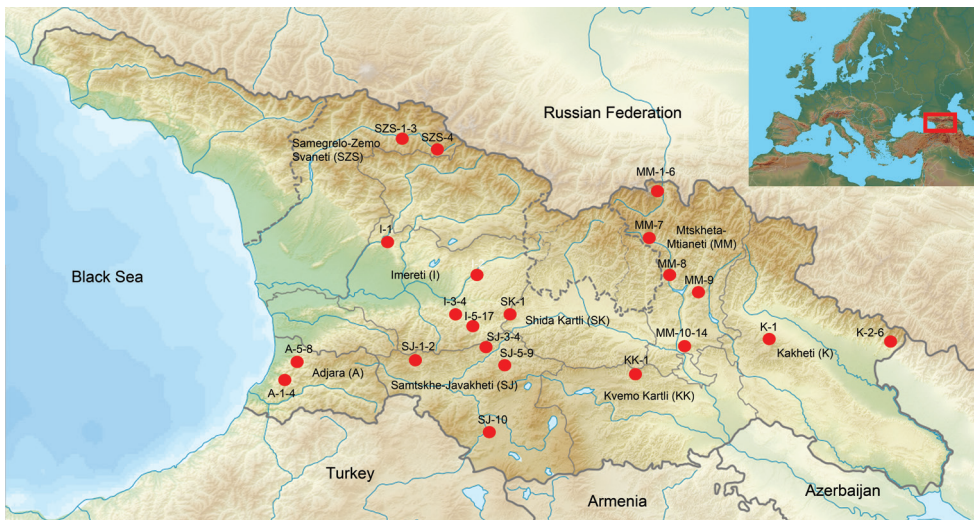 Russian Federation
SZS-1-3
Samegrelo-Zemo
Svaneti (SZS)
SZS-4
MM-1-6
I-1
MM-7
Mtskheta-
Mtianeti (MM)
Black Sea
Imereti (I)
MM-8
MM-9
I-3-4
SK-1
I-5-17
Shida Kartli (SK)
K-1
K-2-6
MM-10-14
Kakheti (K)
SJ-3-4
SJ-1-2
A-5-8
Adjara (A)
SJ-5-9
KK-1
A-1-4
Samtskhe-Javakheti (SJ)
Kvemo Kartli (KK)
SJ-10
Turkey
Armenia
Azerbaijan